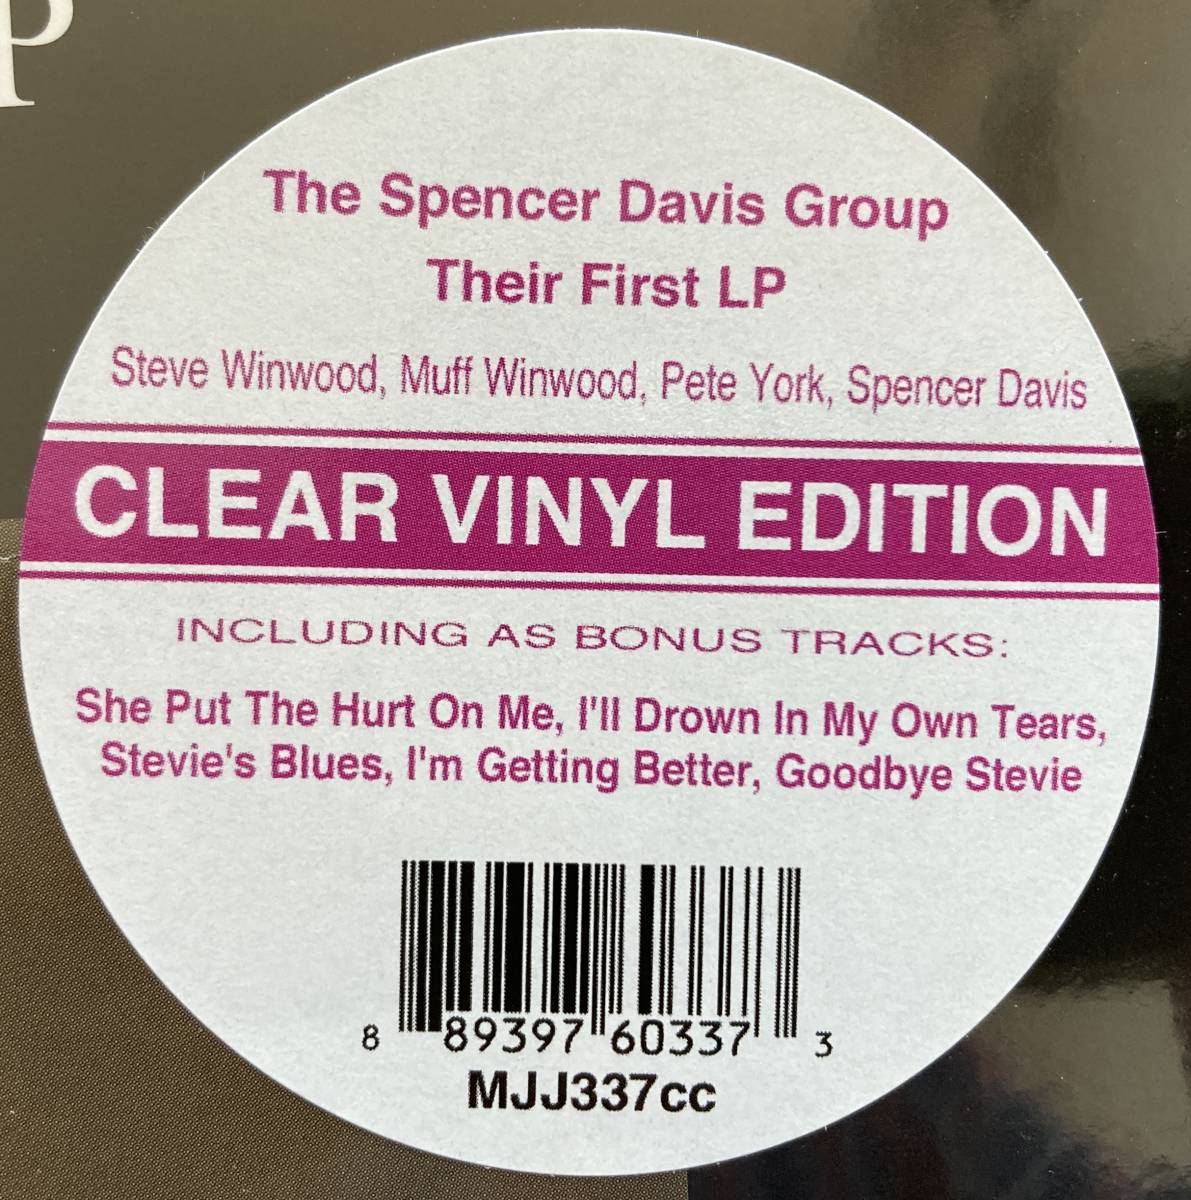 P
The Spencer Davis Group
Their First LP
Steve Winwood, Muff Winwood, Pete York, Spencer Davis
CLEAR VINYL EDITION
INCLUDING AS BONUS TRACKS:
She Put The Hurt On Me, I'll Drown In My Own Tears,
Stevie's Blues, I'm Getting Better, Goodbye Stevie
8 89397 60337 3
MJJ337cc